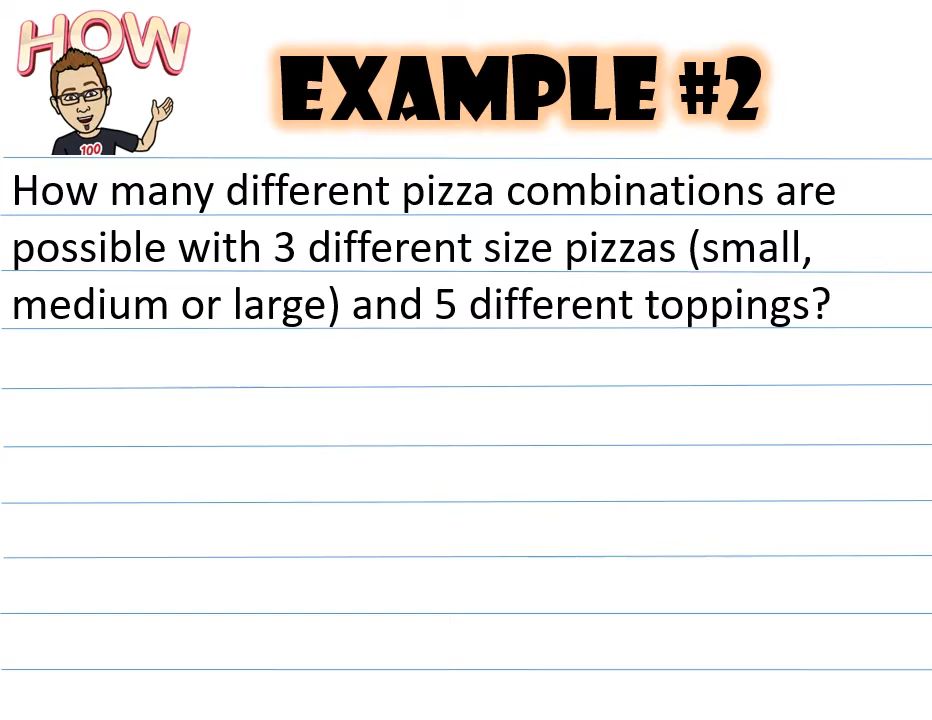 HOW
EXAMPLE #2
100
How many different pizza combinations are
possible with 3 different size pizzas (small,
medium or large) and 5 different toppings?